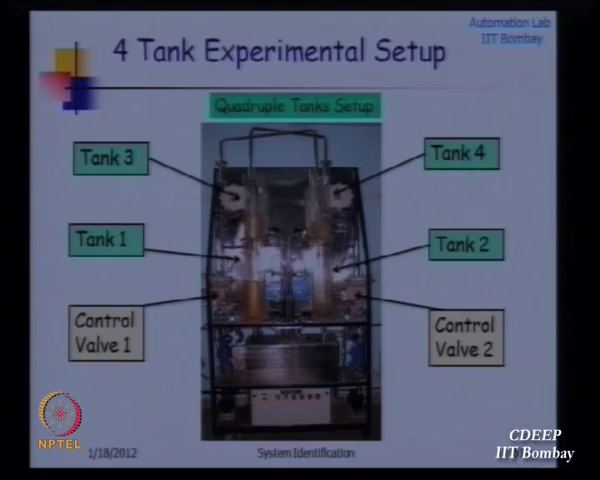 Automation Lab
IIT Bombay
4 Tank Experimental Setup
Quadruple Tanks Setup
Tank 3
Tank 4
Tank 1
Tank 2
Control
Valve 1
Control
Valve 2
NPTEL
1/18/2012
System Identification
CDEEP
IIT Bombay